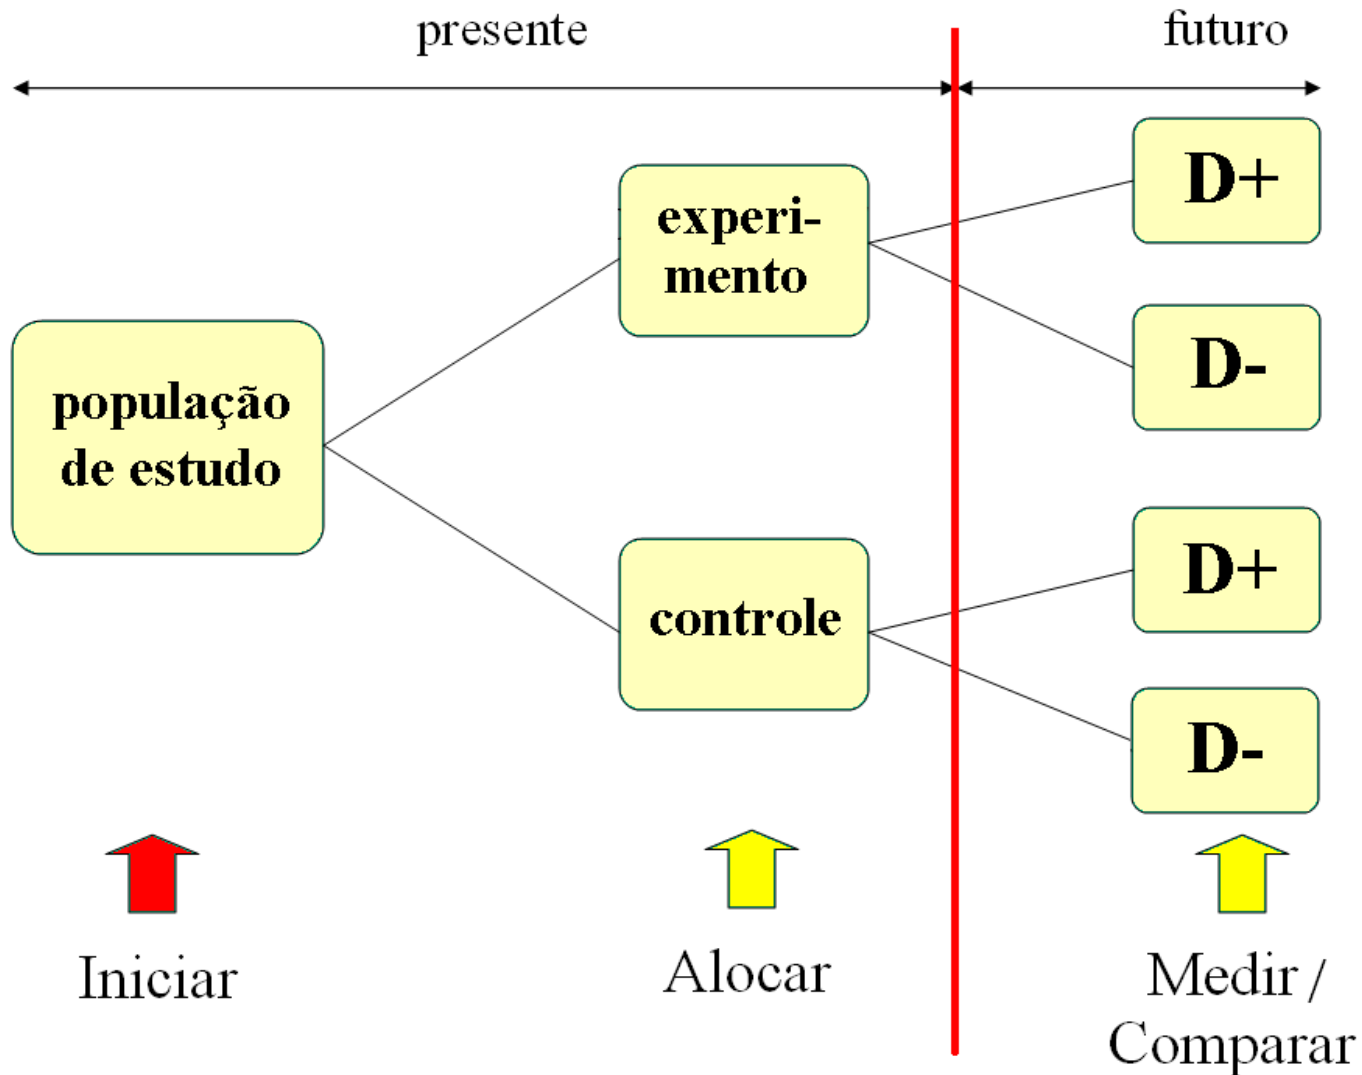 presente
futuro
experi-
mento
D+
D-
população
de estudo
controle
D+
D-
Iniciar
Alocar
Medir /
Comparar